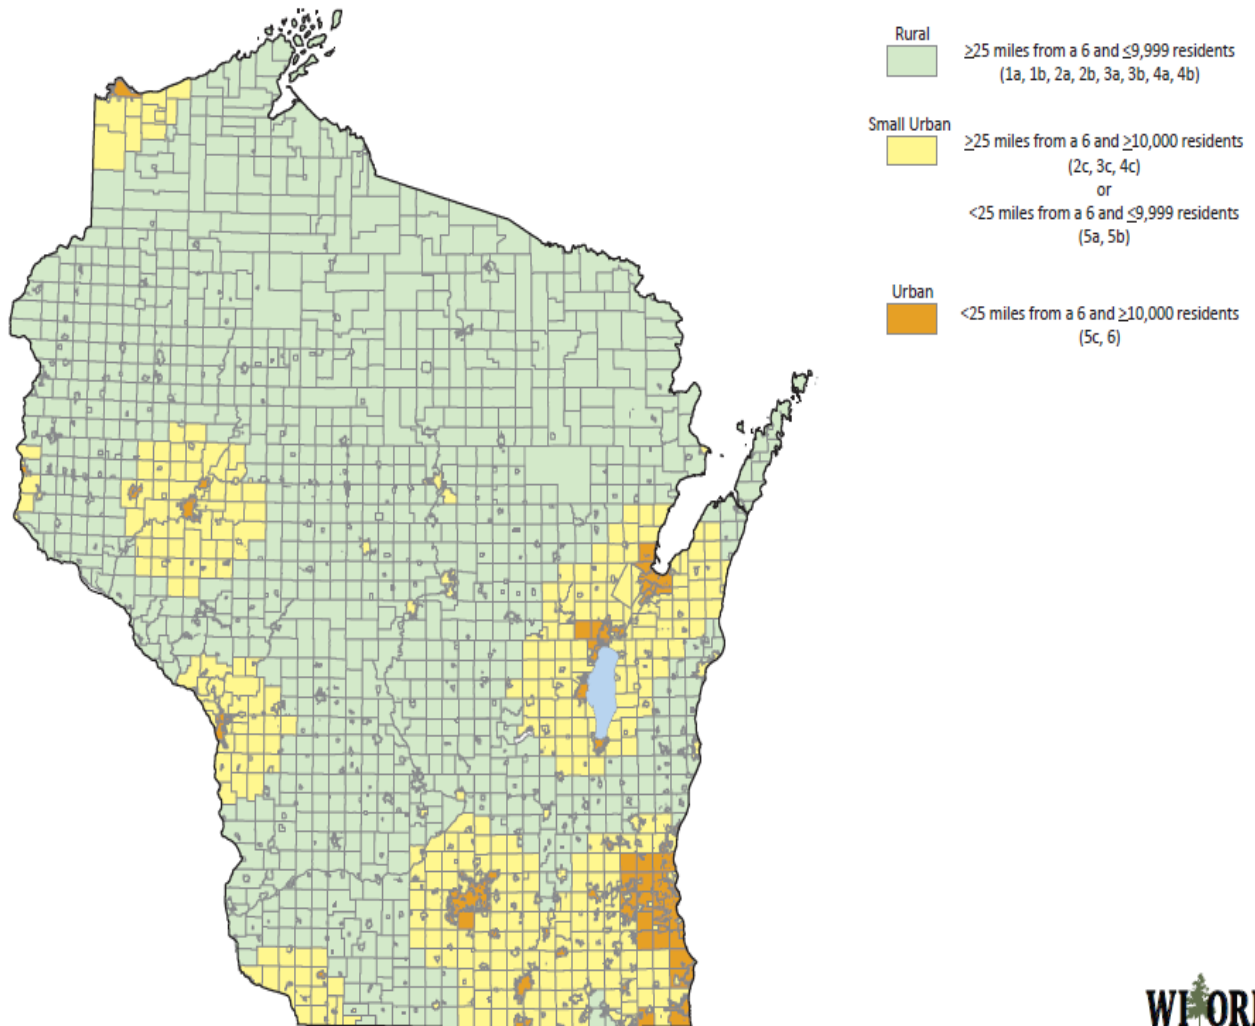 Rural
≥25 miles from a 6 and ≤9,999 residents
(1a, 1b, 2a, 2b, 3a, 3b, 4a, 4b)
Small Urban
≥25 miles from a 6 and ≥10,000 residents
(2c, 3c, 4c)
or
<25 miles from a 6 and ≤9,999 residents
(5a, 5b)
Urban
<25 miles from a 6 and ≥10,000 residents
(5c, 6)
WI ORH